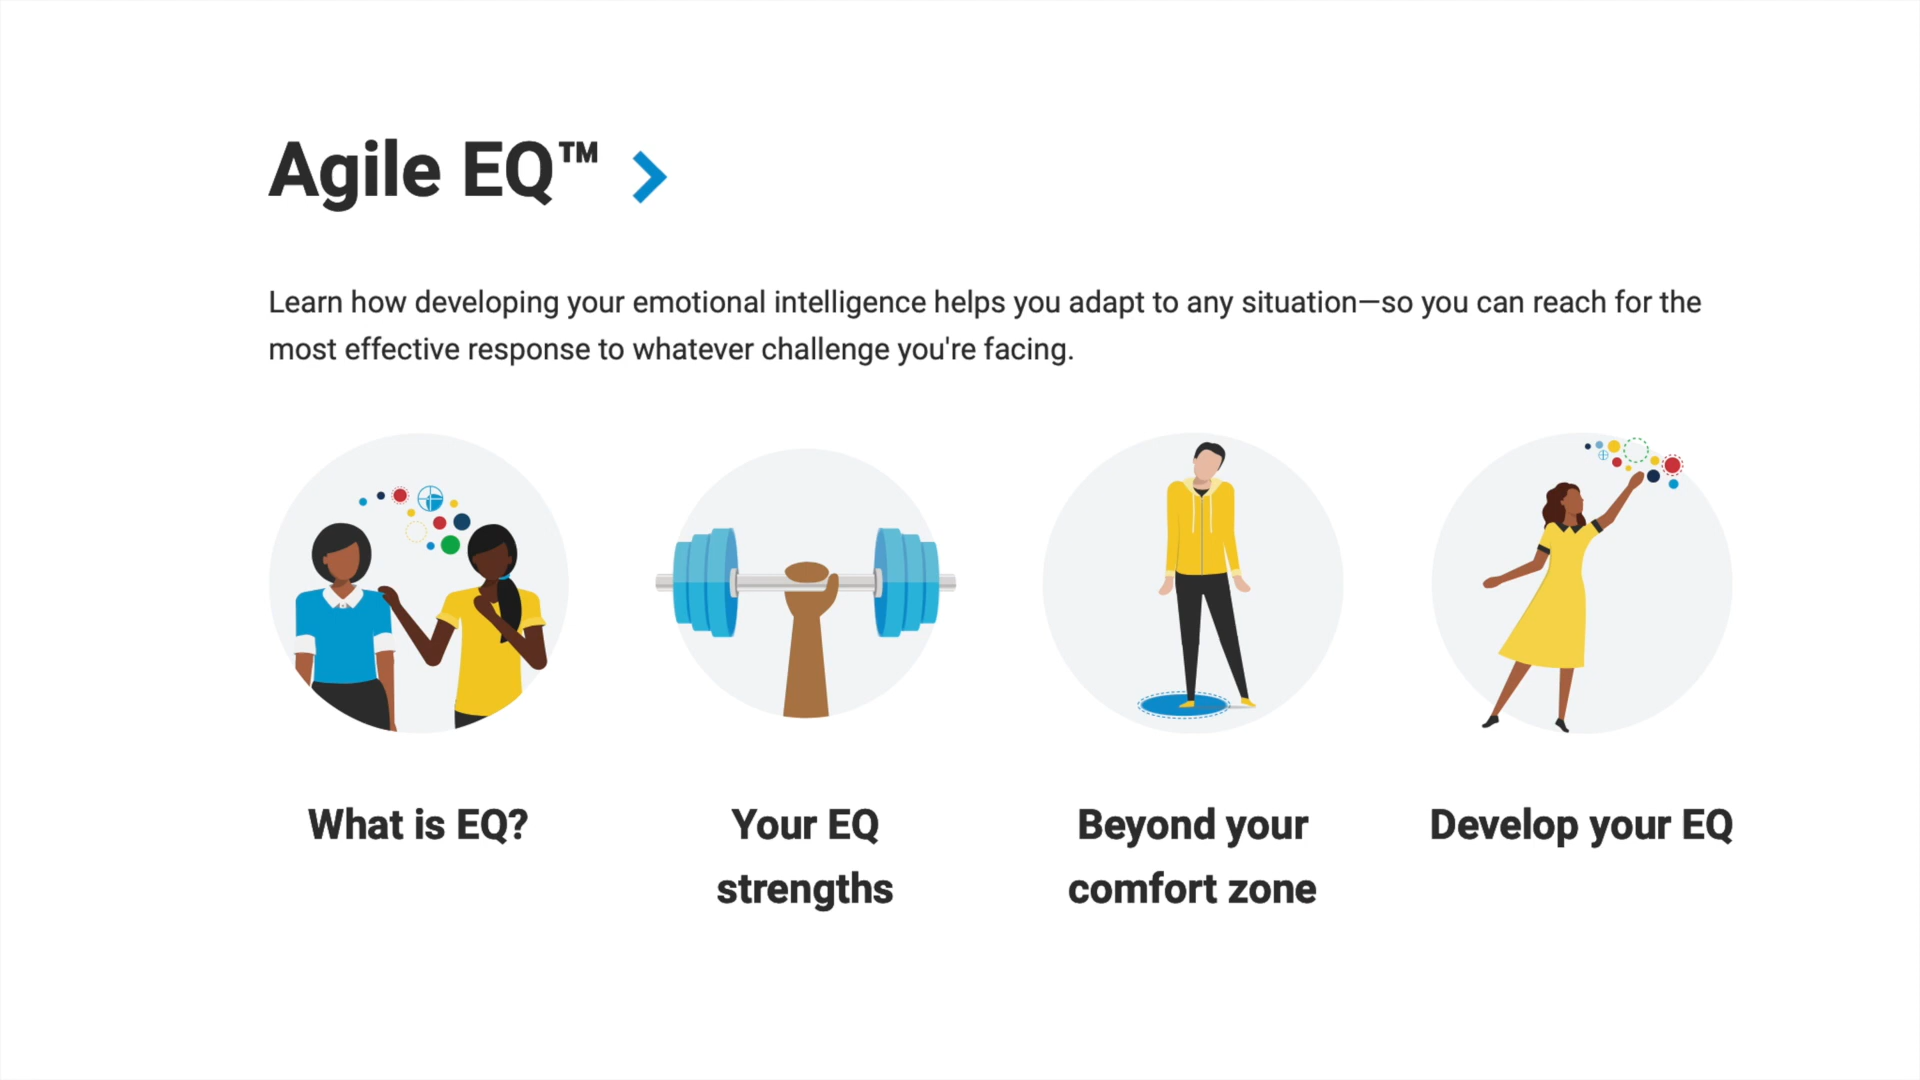 Agile EQ™
Learn how developing your emotional intelligence helps you adapt to any situation—so you can reach for the
most effective response to whatever challenge you're facing.
What is EQ?
Your EQ
strengths
Beyond your
comfort zone
Develop your EQ